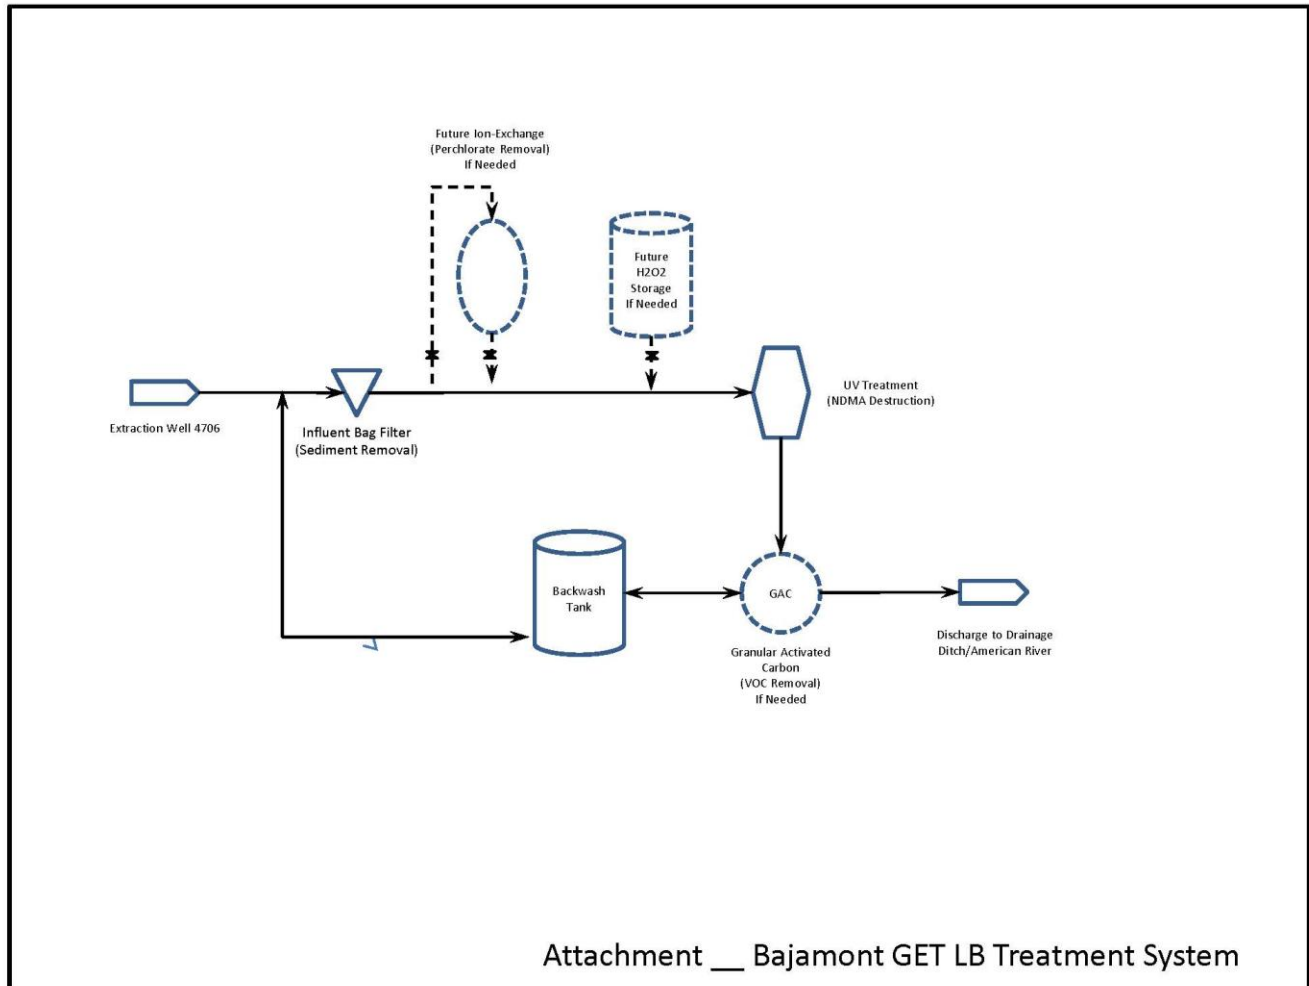 Future Ion-Exchange
(Perchlorate Removal)
If Needed
Future
H2O2
Storage
If Needed
Extraction Well 4706
Influent Bag Filter
(Sediment Removal)
UV Treatment
(NDMA Destruction)
Backwash
Tank
GAC
Granular Activated
Carbon
(VOC Removal)
If Needed
Discharge to Drainage
Ditch/American River
Attachment __ Bajamont GET LB Treatment System